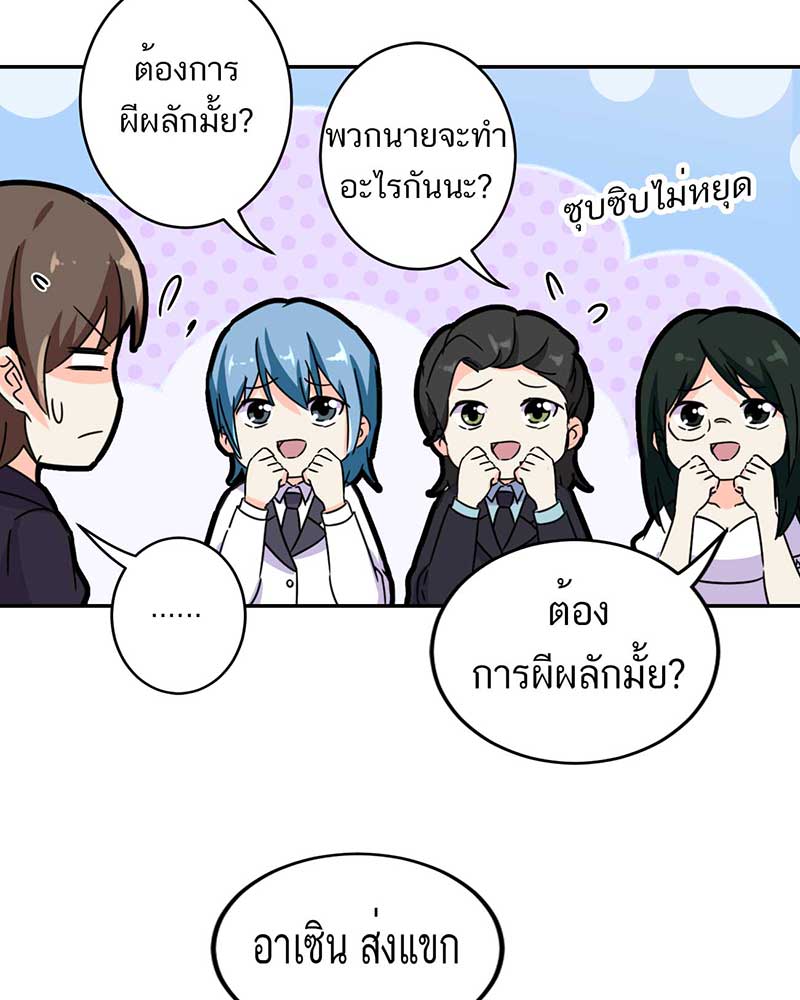 ต้องการ
ผีผลักมั้ย?
พวกนายจะทำ
อะไรกันนะ?
ซุบซิบไม่หยุด
......
ต้อง
การผีผลักมั้ย?
อาเซิน ส่งแขก